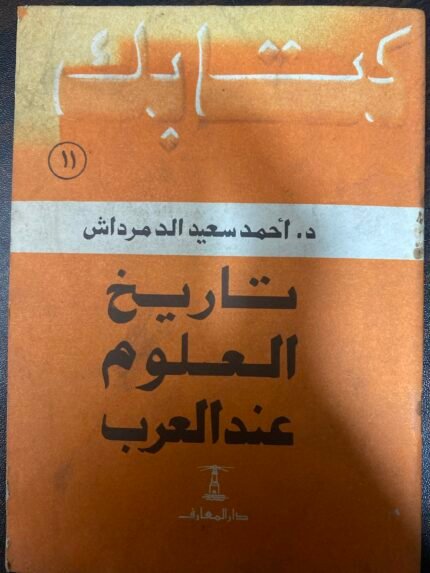 كتابك
١١
د. أحمد سعيد الدمرداش
تاريخ
العلوم
عند العرب
دار المعارف